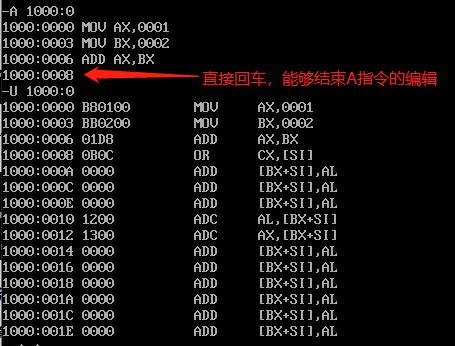 -A 1000:0
1000:0000 MOV AX,0001
1000:0003 MOV BX,0002
1000:0006 ADD AX,BX
1000:0008
直接回车，能够结束A指令的编辑
-U 1000:0
1000:0000 B80100 MOV AX,0001
1000:0003 BB0200 MOV BX,0002
1000:0006 01D8 ADD AX,BX
1000:0008 0B0C OR CX,[SI]
1000:000A 0000 ADD [BX+SI],AL
1000:000C 0000 ADD [BX+SI],AL
1000:000E 0000 ADD [BX+SI],AL
1000:0010 1200 ADC AL,[BX+SI]
1000:0012 1300 ADC AX,[BX+SI]
1000:0014 0000 ADD [BX+SI],AL
1000:0016 0000 ADD [BX+SI],AL
1000:0018 0000 ADD [BX+SI],AL
1000:001A 0000 ADD [BX+SI],AL
1000:001C 0000 ADD [BX+SI],AL
1000:001E 0000 ADD [BX+SI],AL